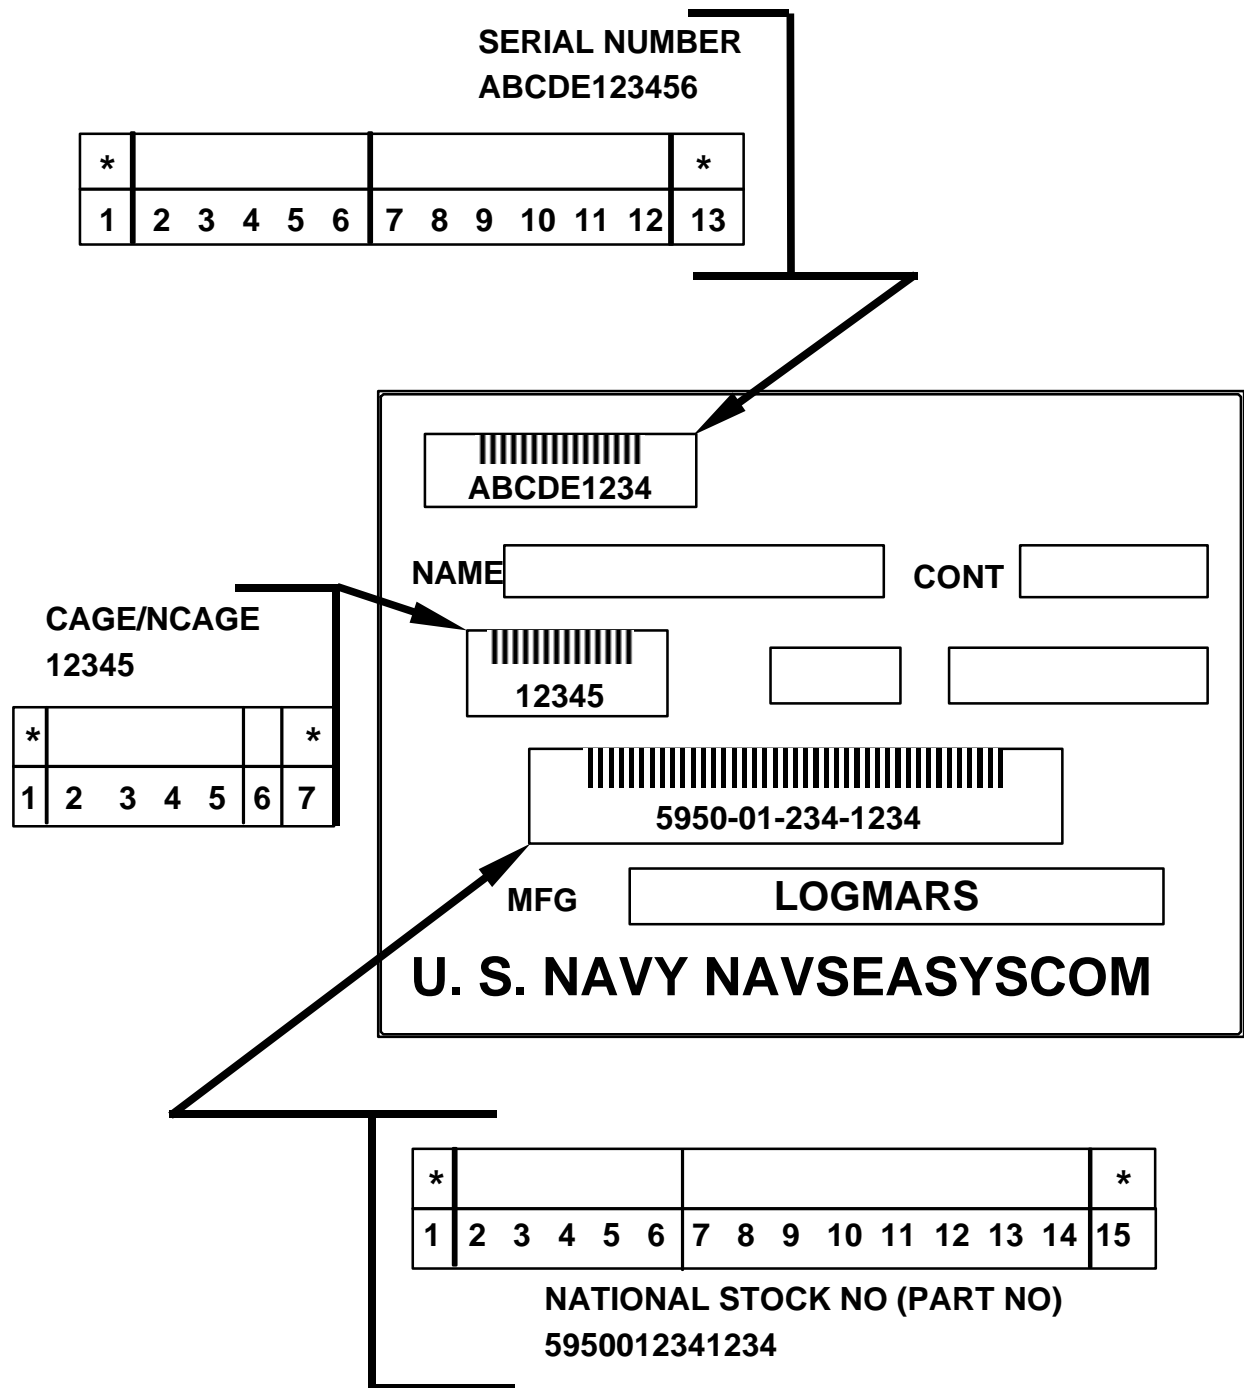 SERIAL NUMBER
ABCDE123456
* *
1 2 3 4 5 6 7 8 9 10 11 12 13
ABCDE1234
NAME CONT
CAGE/NCAGE
12345
* *
1 2 3 4 5 6 7
12345
5950-01-234-1234
MFG LOGMARS
U. S. NAVY NAVSEASYSCOM
* *
1 2 3 4 5 6 7 8 9 10 11 12 13 14 15
NATIONAL STOCK NO (PART NO)
5950012341234